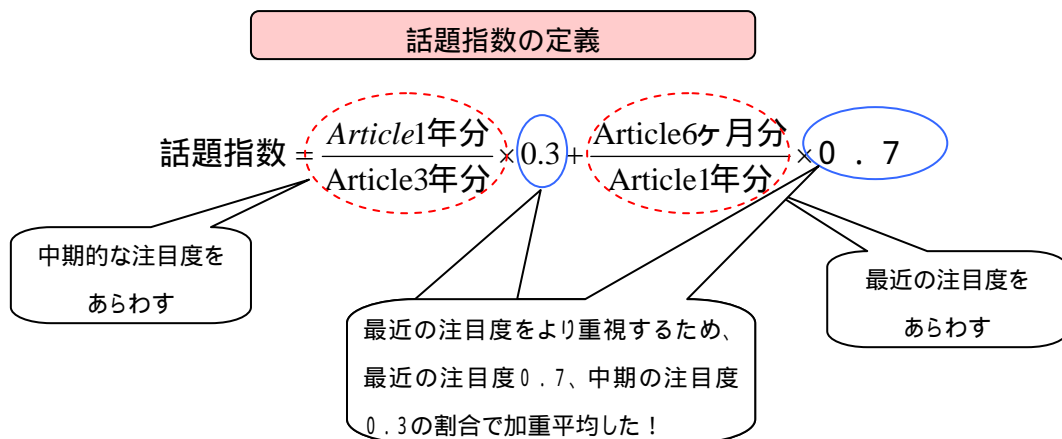 話題指数の定義
話題指数 = Article1年分/Article3年分 × 0.3 + Article6ヶ月分/Article1年分 × 0.7
中期的な注目度を
あらわす
最近の注目度をより重視するため、
最近の注目度0.7、中期の注目度
0.3の割合で加重平均した!
最近の注目度を
あらわす